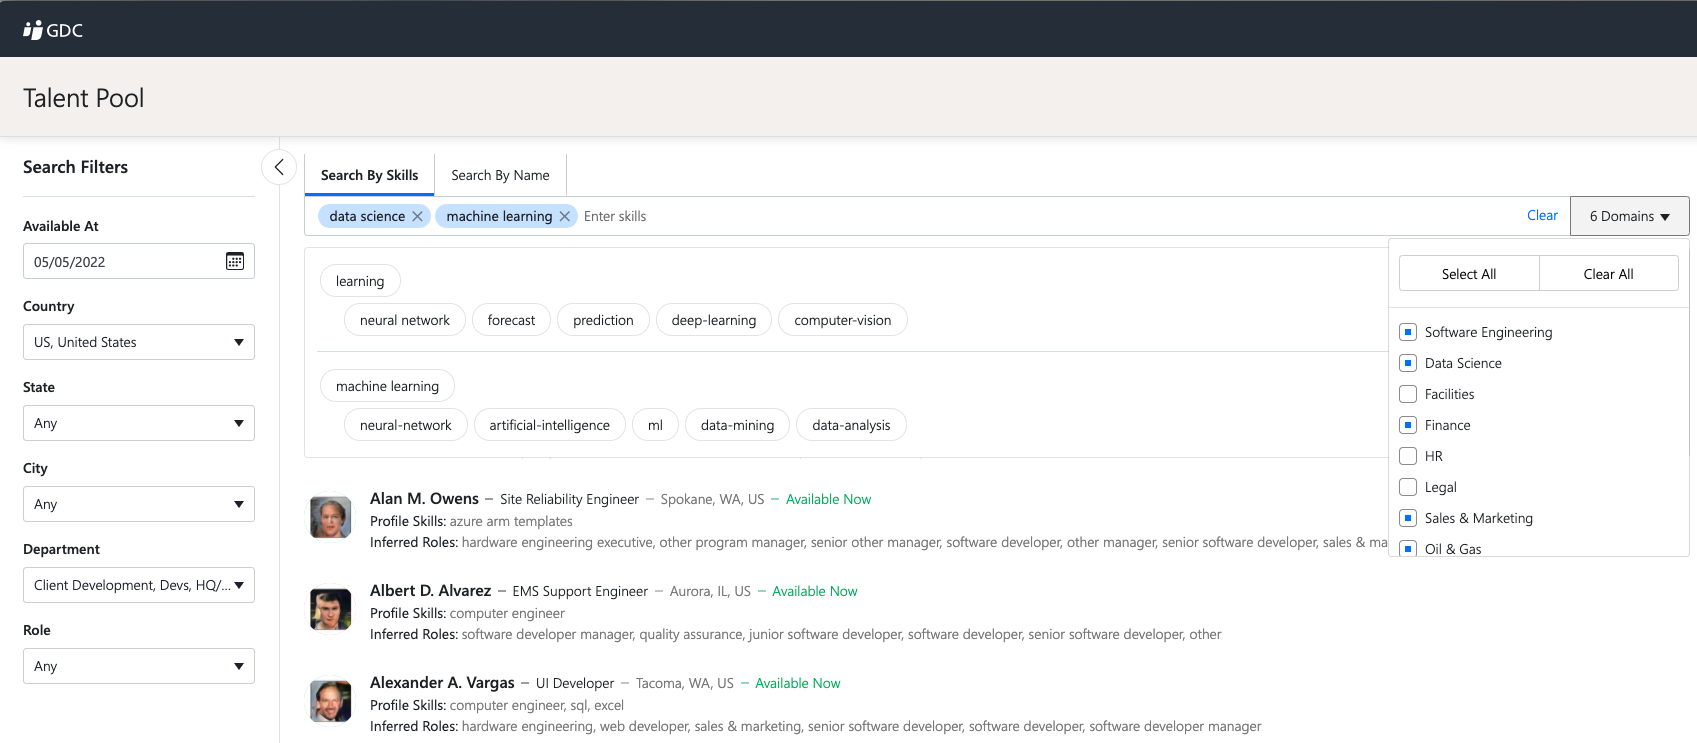 GDC
Talent Pool
Search Filters
Available At
05/05/2022
Country
US, United States
State
Any
City
Any
Department
Client Development, Devs, HQ/...
Role
Any
Search By Skills Search By Name
data science machine learning Enter skills Clear 6 Domains
Select All Clear All
Software Engineering
Data Science
Facilities
Finance
HR
Legal
Sales & Marketing
Oil & Gas
learning
neural network forecast prediction deep-learning computer-vision
machine learning
neural-network artificial-intelligence ml data-mining data-analysis
Alan M. Owens – Site Reliability Engineer – Spokane, WA, US – Available Now
Profile Skills: azure arm templates
Inferred Roles: hardware engineering executive, other program manager, senior other manager, software developer, other manager, senior software developer, sales & ma
Albert D. Alvarez – EMS Support Engineer – Aurora, IL, US – Available Now
Profile Skills: computer engineer
Inferred Roles: software developer manager, quality assurance, junior software developer, software developer, senior software developer, other
Alexander A. Vargas – UI Developer – Tacoma, WA, US – Available Now
Profile Skills: computer engineer, sql, excel
Inferred Roles: hardware engineering, web developer, sales & marketing, senior software developer, software developer, software developer manager